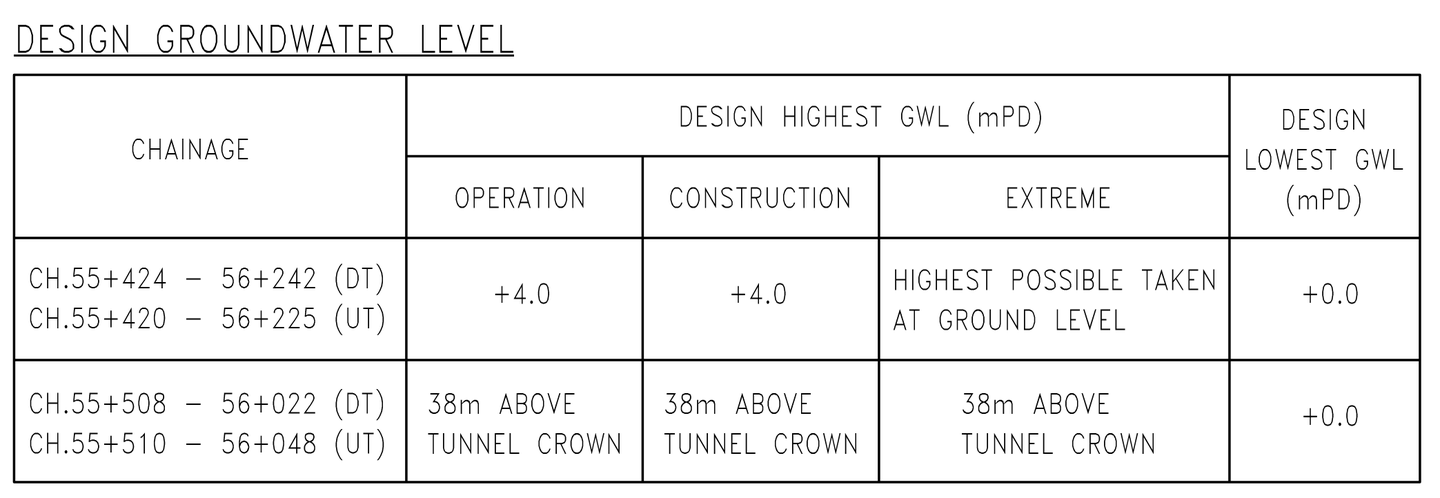 DESIGN GROUNDWATER LEVEL
CHAINAGE
DESIGN HIGHEST GWL (mPD)
DESIGN
LOWEST GWL
(mPD)
OPERATION
CONSTRUCTION
EXTREME
CH.55+424 – 56+242 (DT)
CH.55+420 – 56+225 (UT)
+4.0
+4.0
HIGHEST POSSIBLE TAKEN
AT GROUND LEVEL
+0.0
CH.55+508 – 56+022 (DT)
CH.55+510 – 56+048 (UT)
38m ABOVE
TUNNEL CROWN
38m ABOVE
TUNNEL CROWN
38m ABOVE
TUNNEL CROWN
+0.0